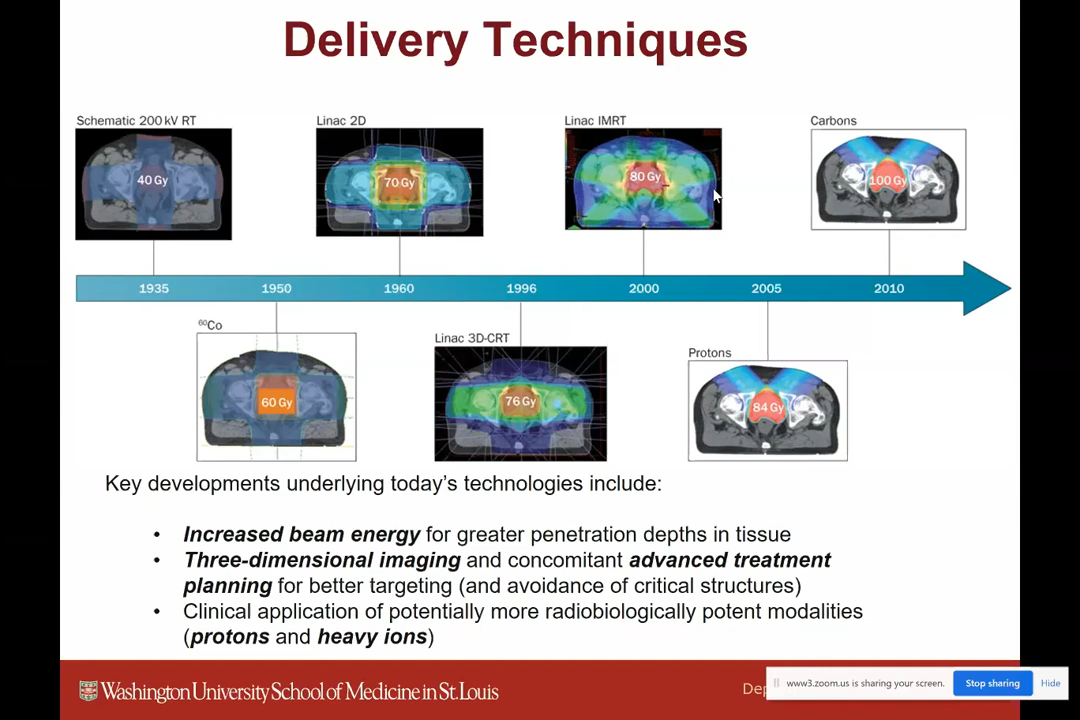 Delivery Techniques
Schematic 200 kV RT
Linac 2D
Linac IMRT
Carbons
40 Gy
70 Gy
80 Gy
100 Gy
1935
1950
1960
1996
2000
2005
2010
⁶⁰Co
Linac 3D-CRT
Protons
60 Gy
76 Gy
84 Gy
Key developments underlying today’s technologies include:
• Increased beam energy for greater penetration depths in tissue
• Three-dimensional imaging and concomitant advanced treatment
planning for better targeting (and avoidance of critical structures)
• Clinical application of potentially more radiobiologically potent modalities
(protons and heavy ions)
Washington University School of Medicine in St. Louis
www3.zoom.us is sharing your screen.
Stop sharing
Hide